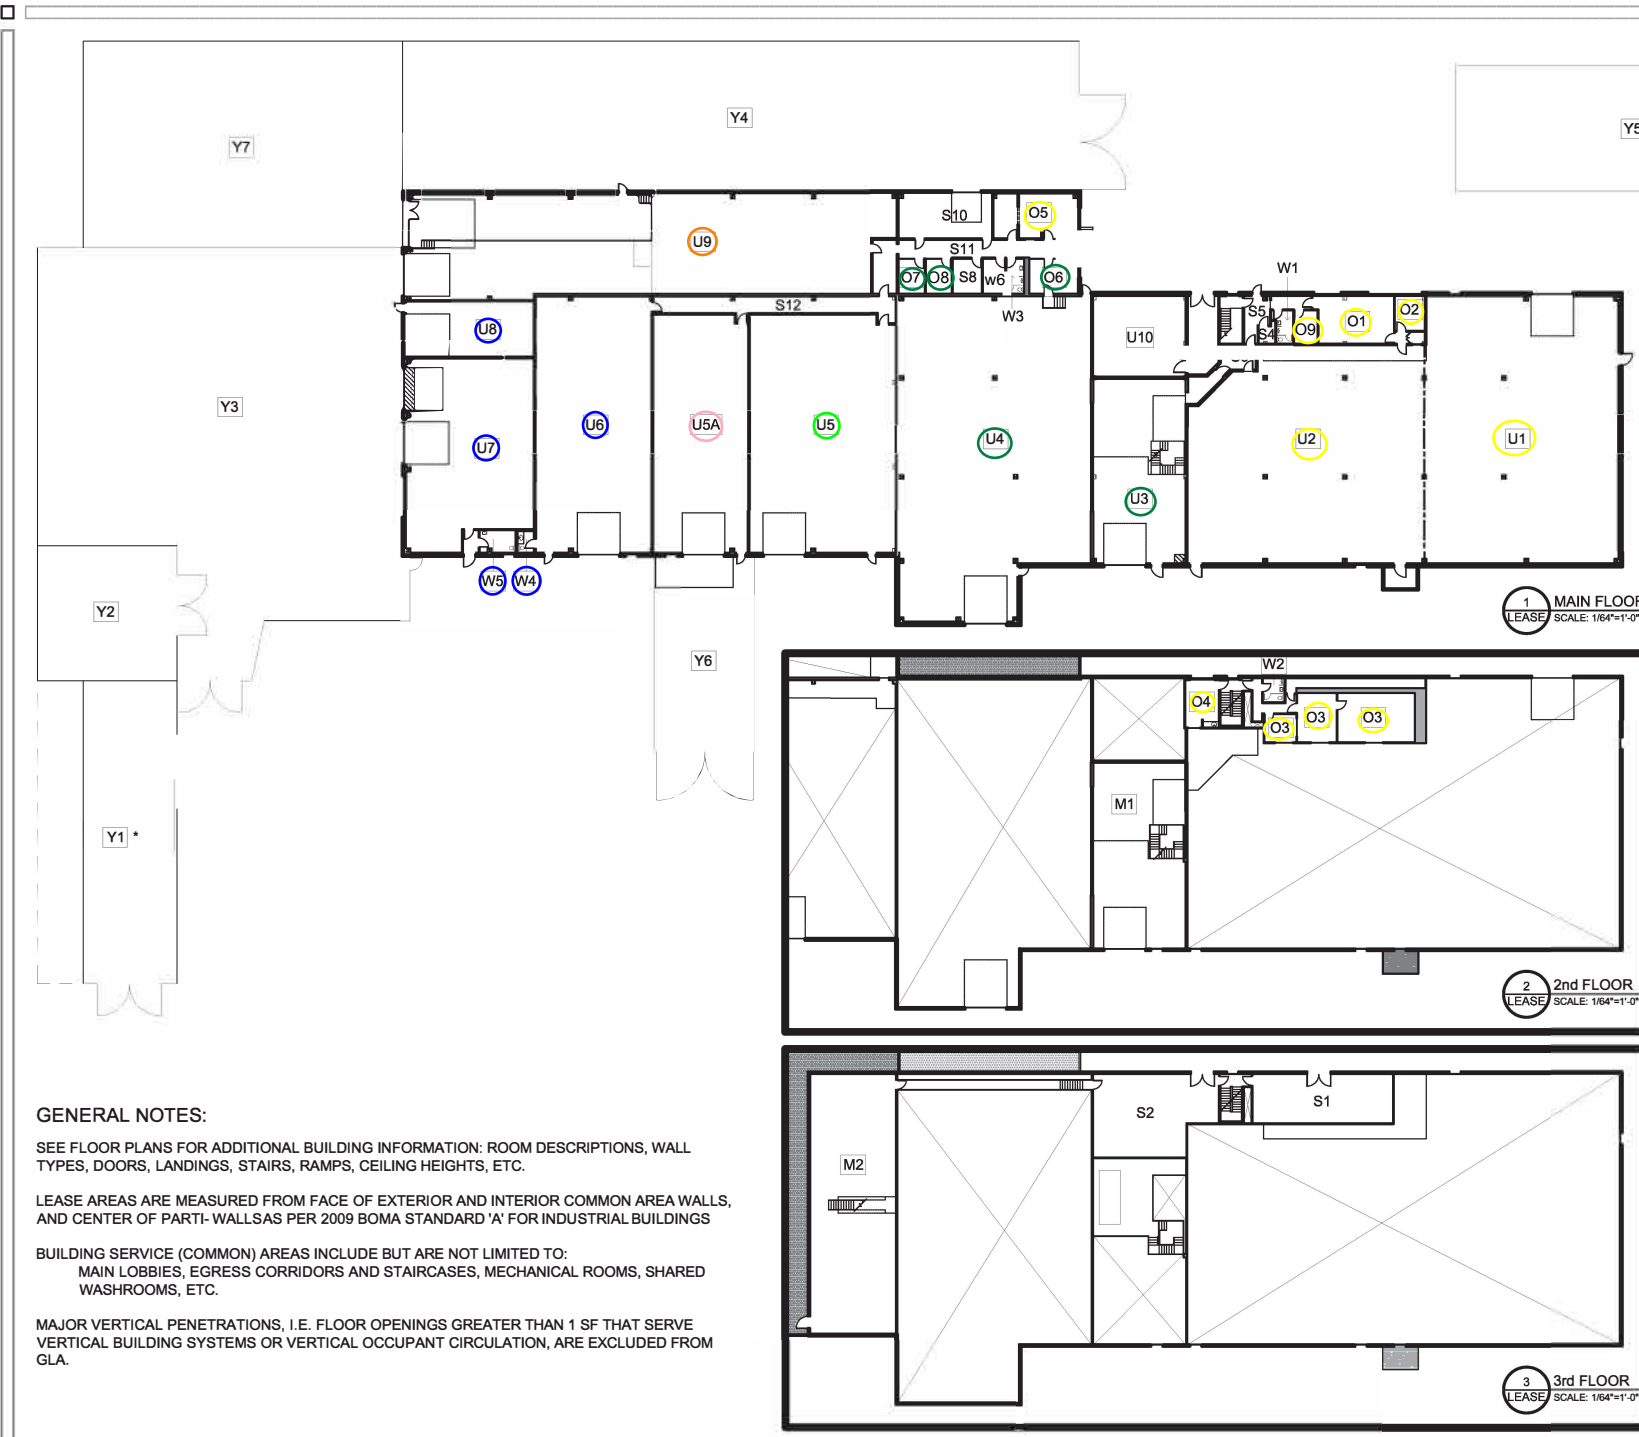 Y4
Y5
Y7
O5
S10
U9
S11
W1
O7
O8
S8
w6
O6
S12
W3
S5
S4
O9
O1
O2
U8
U10
Y3
U7
U6
U5A
U5
U4
U2
U1
U3
W5
W4
Y2
1
LEASE
MAIN FLOOR
SCALE: 1/64"=1'-0"
Y6
W2
O4
O3
O3
O3
M1
Y1 *
2
LEASE
2nd FLOOR
SCALE: 1/64"=1'-0"
S2
S1
M2
3
LEASE
3rd FLOOR
SCALE: 1/64"=1'-0"
GENERAL NOTES:
SEE FLOOR PLANS FOR ADDITIONAL BUILDING INFORMATION: ROOM DESCRIPTIONS, WALL
TYPES, DOORS, LANDINGS, STAIRS, RAMPS, CEILING HEIGHTS, ETC.
LEASE AREAS ARE MEASURED FROM FACE OF EXTERIOR AND INTERIOR COMMON AREA WALLS,
AND CENTER OF PARTI- WALLSAS PER 2009 BOMA STANDARD 'A' FOR INDUSTRIAL BUILDINGS
BUILDING SERVICE (COMMON) AREAS INCLUDE BUT ARE NOT LIMITED TO:
MAIN LOBBIES, EGRESS CORRIDORS AND STAIRCASES, MECHANICAL ROOMS, SHARED
WASHROOMS, ETC.
MAJOR VERTICAL PENETRATIONS, I.E. FLOOR OPENINGS GREATER THAN 1 SF THAT SERVE
VERTICAL BUILDING SYSTEMS OR VERTICAL OCCUPANT CIRCULATION, ARE EXCLUDED FROM
GLA.